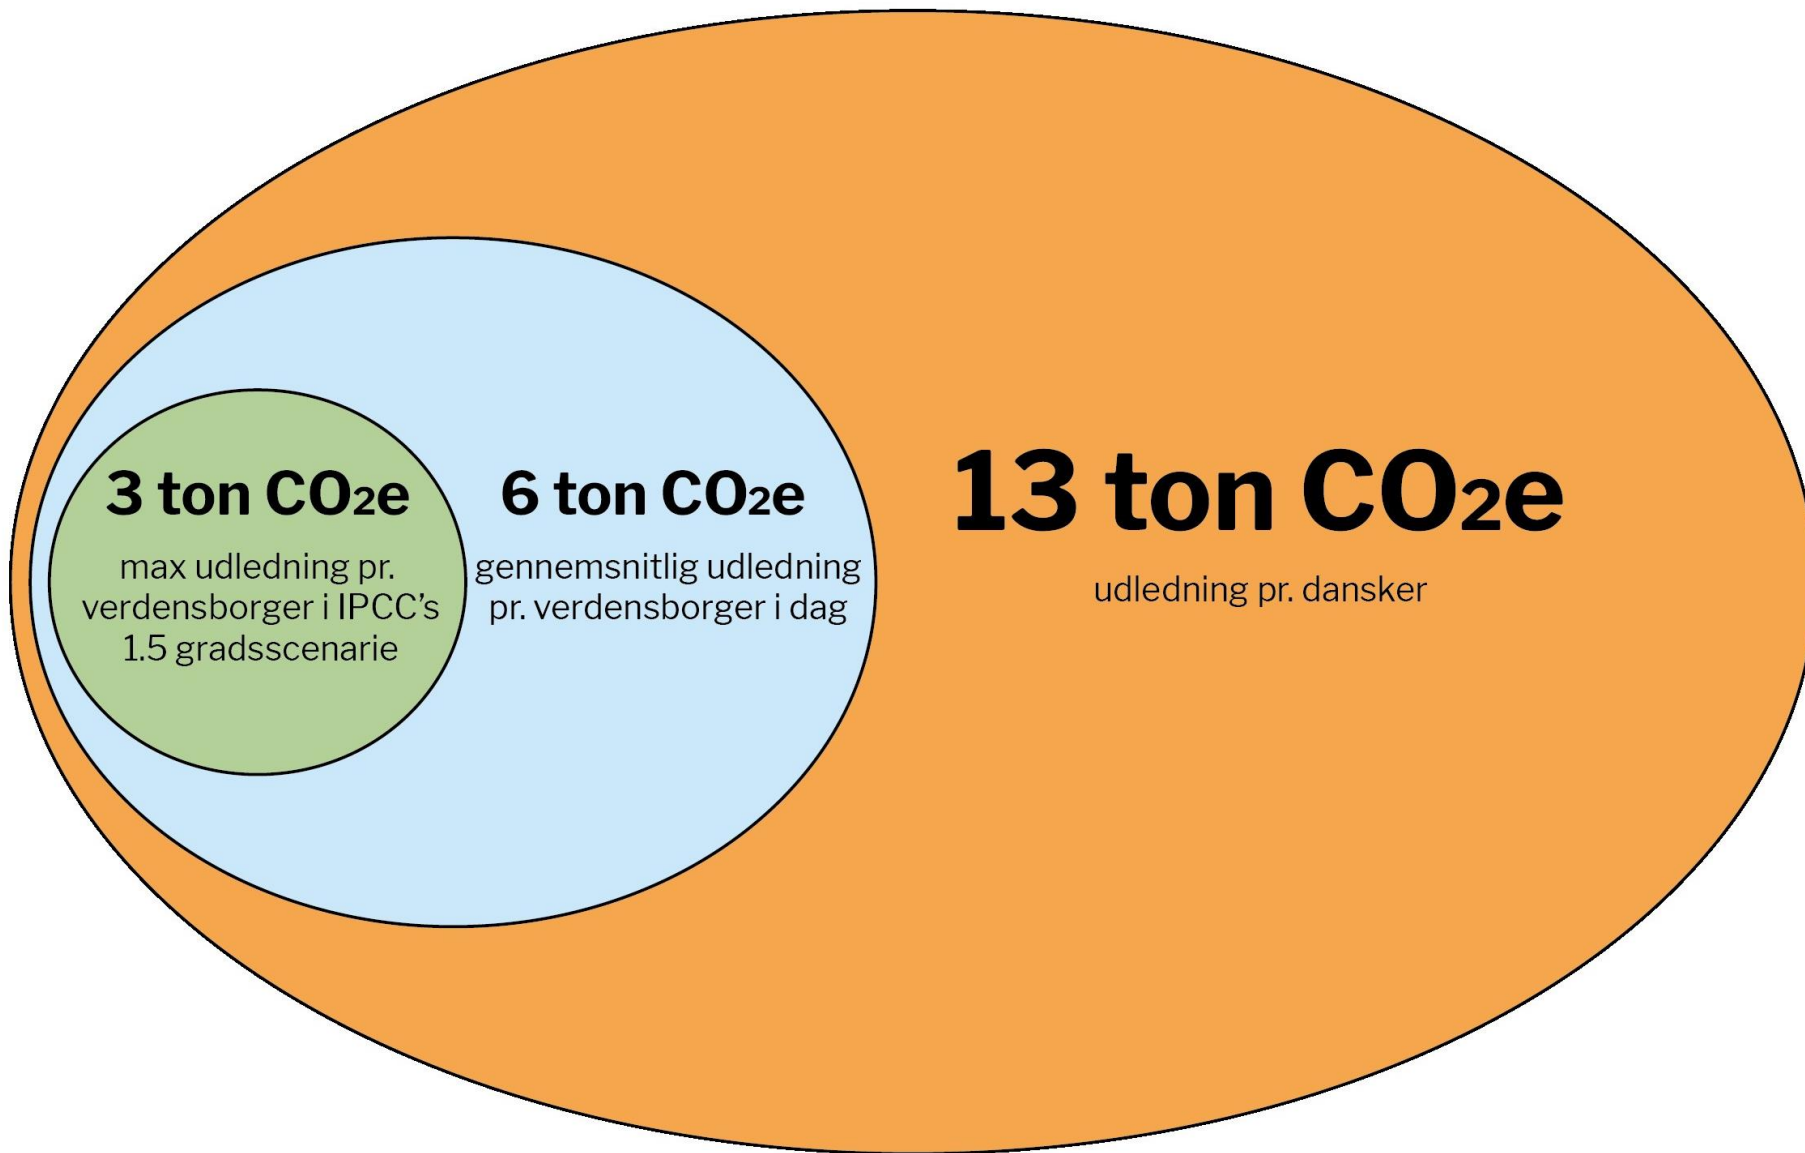 3 ton CO₂e
max udledning pr.
verdensborger i IPCC's
1.5 gradsscenarie
6 ton CO₂e
gennemsnitlig udledning
pr. verdensborger i dag
13 ton CO₂e
udledning pr. dansker